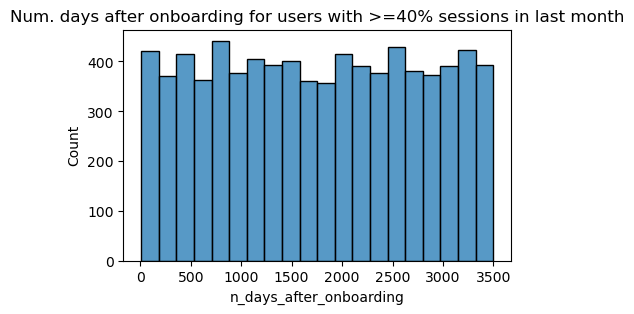 Num. days after onboarding for users with >=40% sessions in last month
Count
400
300
200
100
0
0 500 1000 1500 2000 2500 3000 3500
n_days_after_onboarding